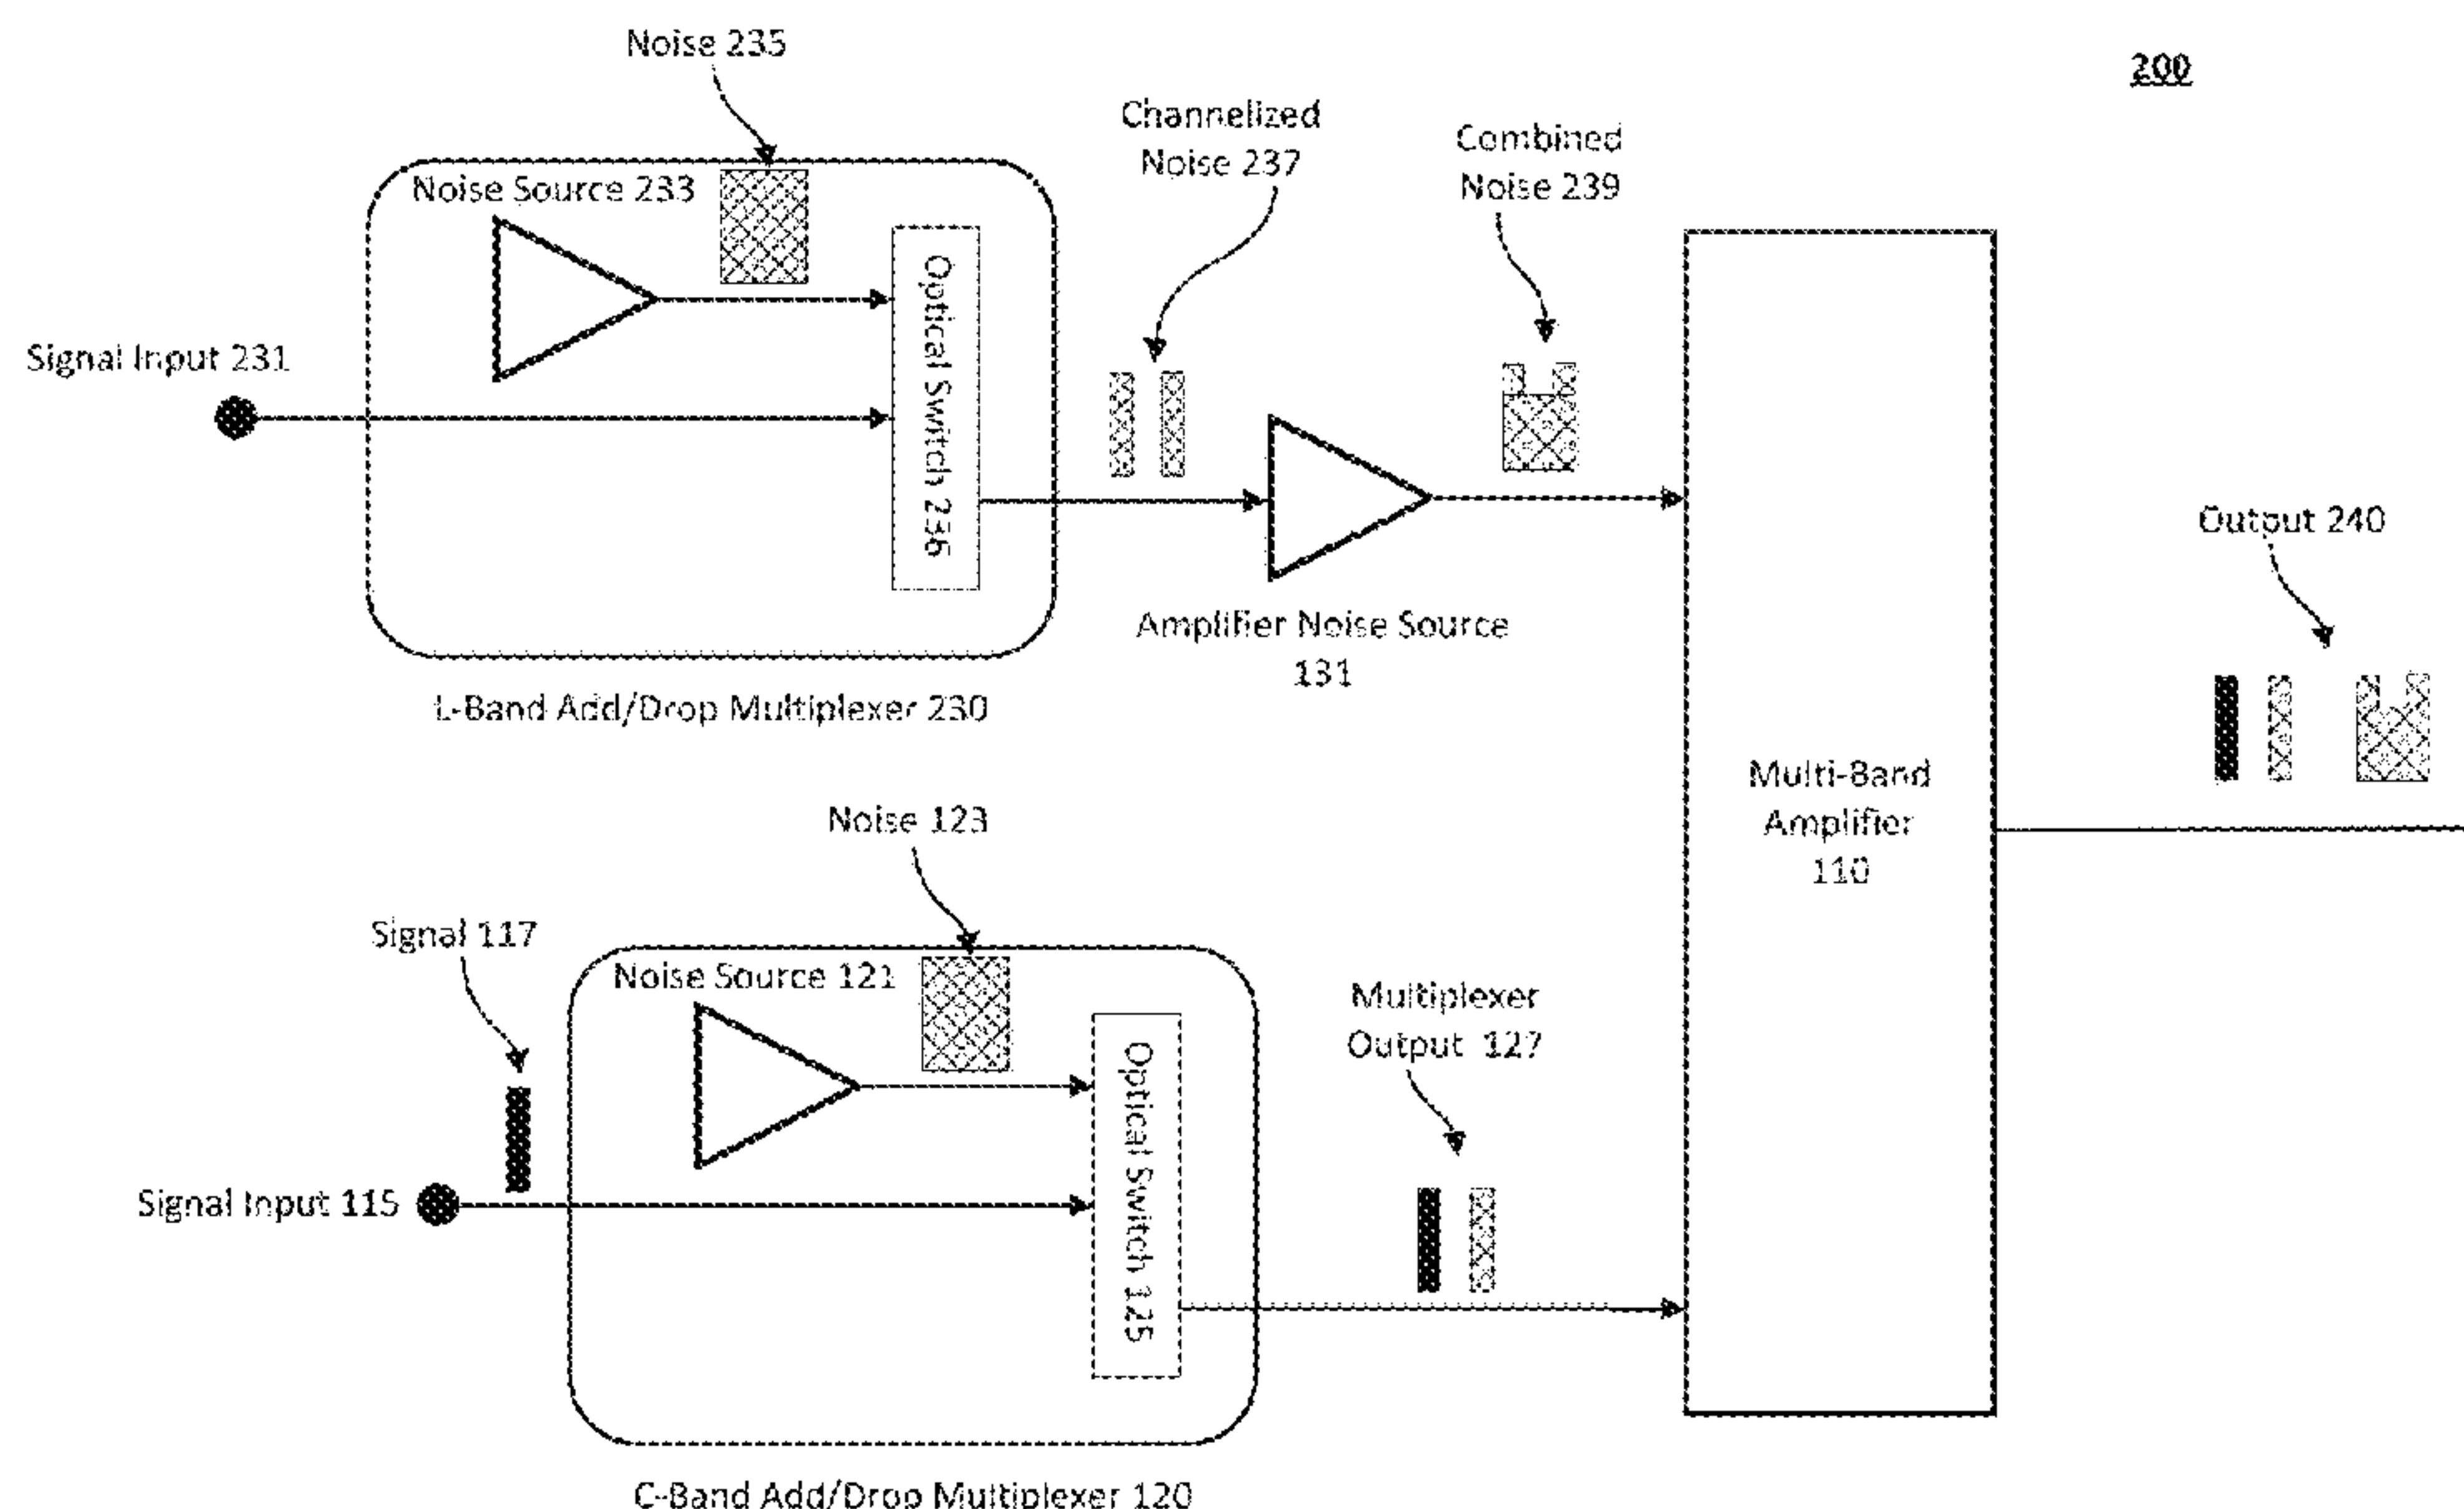 Noise 235
200
Channelized
Noise 237
Combined
Noise 239
Noise Source 233
Optical Switch 236
Signal Input 231
Output 240
Amplifier Noise Source
131
L-Band Add/Drop Multiplexer 230
Multi-Band
Amplifier
110
Noise 123
Signal 117
Noise Source 121
Multiplexer
Output 127
Optical Switch 125
Signal Input 115
C-Band Add/Drop Multiplexer 120